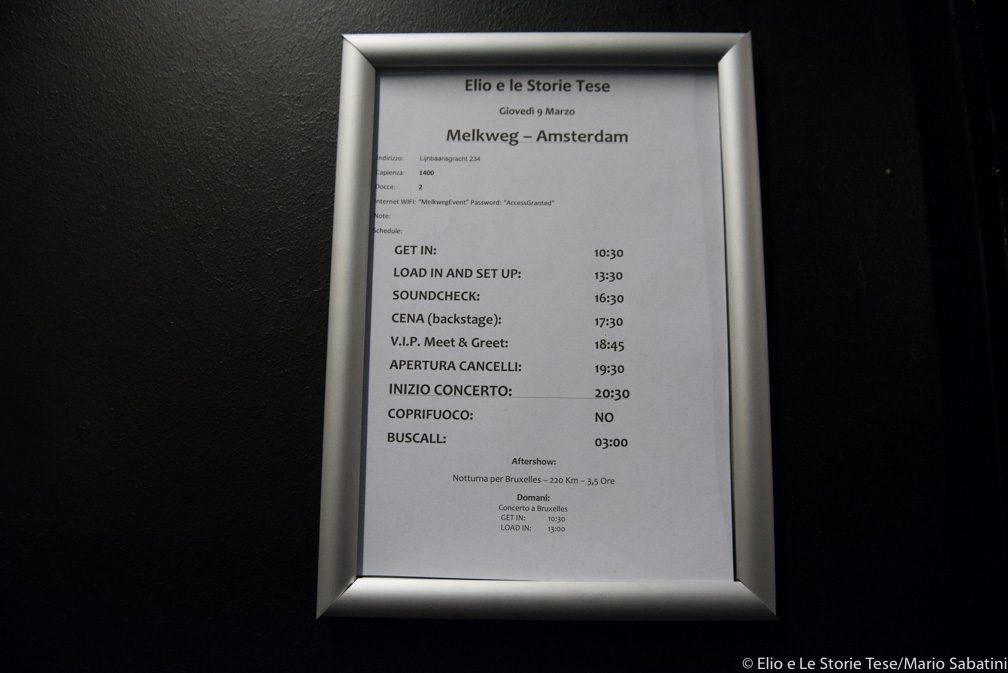 Elio e le Storie Tese
Giovedì 9 Marzo
Melkweg – Amsterdam
Indirizzo: Lijnbaansgracht 234
Capienza: 1400
Docce: 2
Internet WIFI: "MelkwegEvent" Password: "AccessGranted"
Note:
Schedule:
GET IN: 10:30
LOAD IN AND SET UP: 13:30
SOUNDCHECK: 16:30
CENA (backstage): 17:30
V.I.P. Meet & Greet: 18:45
APERTURA CANCELLI: 19:30
INIZIO CONCERTO: 20:30
COPRIFUOCO: NO
BUSCALL: 03:00
Aftershow:
Notturna per Bruxelles – 220 Km – 3,5 Ore
Domani:
Concerto a Bruxelles
GET IN: 10:30
LOAD IN: 13:00
© Elio e Le Storie Tese/Mario Sabatini